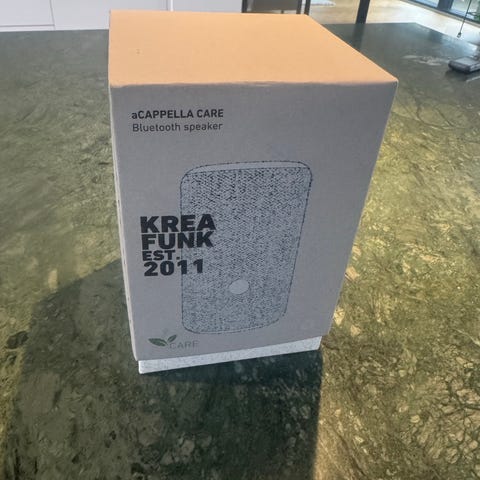 aCAPPELLA CARE
Bluetooth speaker
KREA
FUNK
EST.
2011
CARE